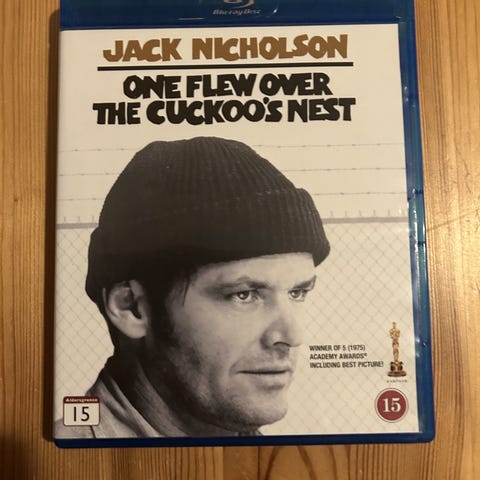 Blu-ray Disc
JACK NICHOLSON
ONE FLEW OVER
THE CUCKOO'S NEST
WINNER OF 5 (1975)
ACADEMY AWARDS®
INCLUDING BEST PICTURE!
Aldersgrense
15
15